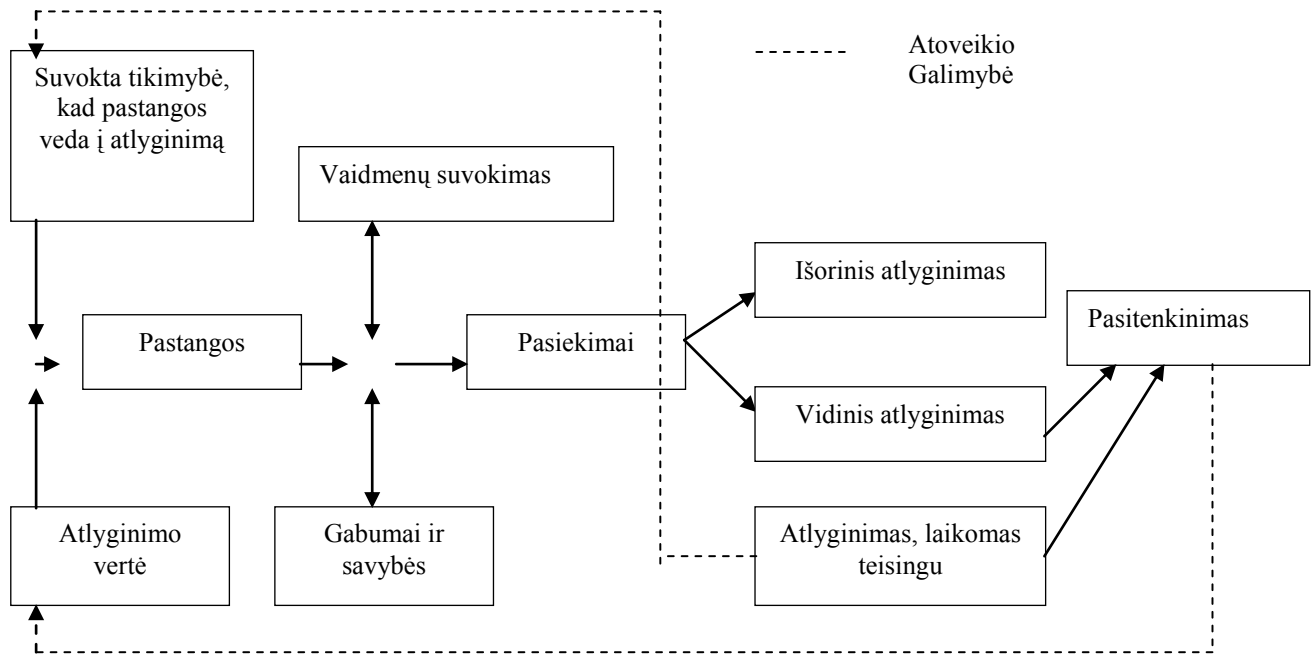 Atoveikio
Galimybė
Suvokta tikimybė,
kad pastangos
veda į atlyginimą
Vaidmenų suvokimas
Išorinis atlyginimas
Pasitenkinimas
Pastangos
Pasiekimai
Vidinis atlyginimas
Atlyginimo
vertė
Gabumai ir
savybės
Atlyginimas, laikomas
teisingu